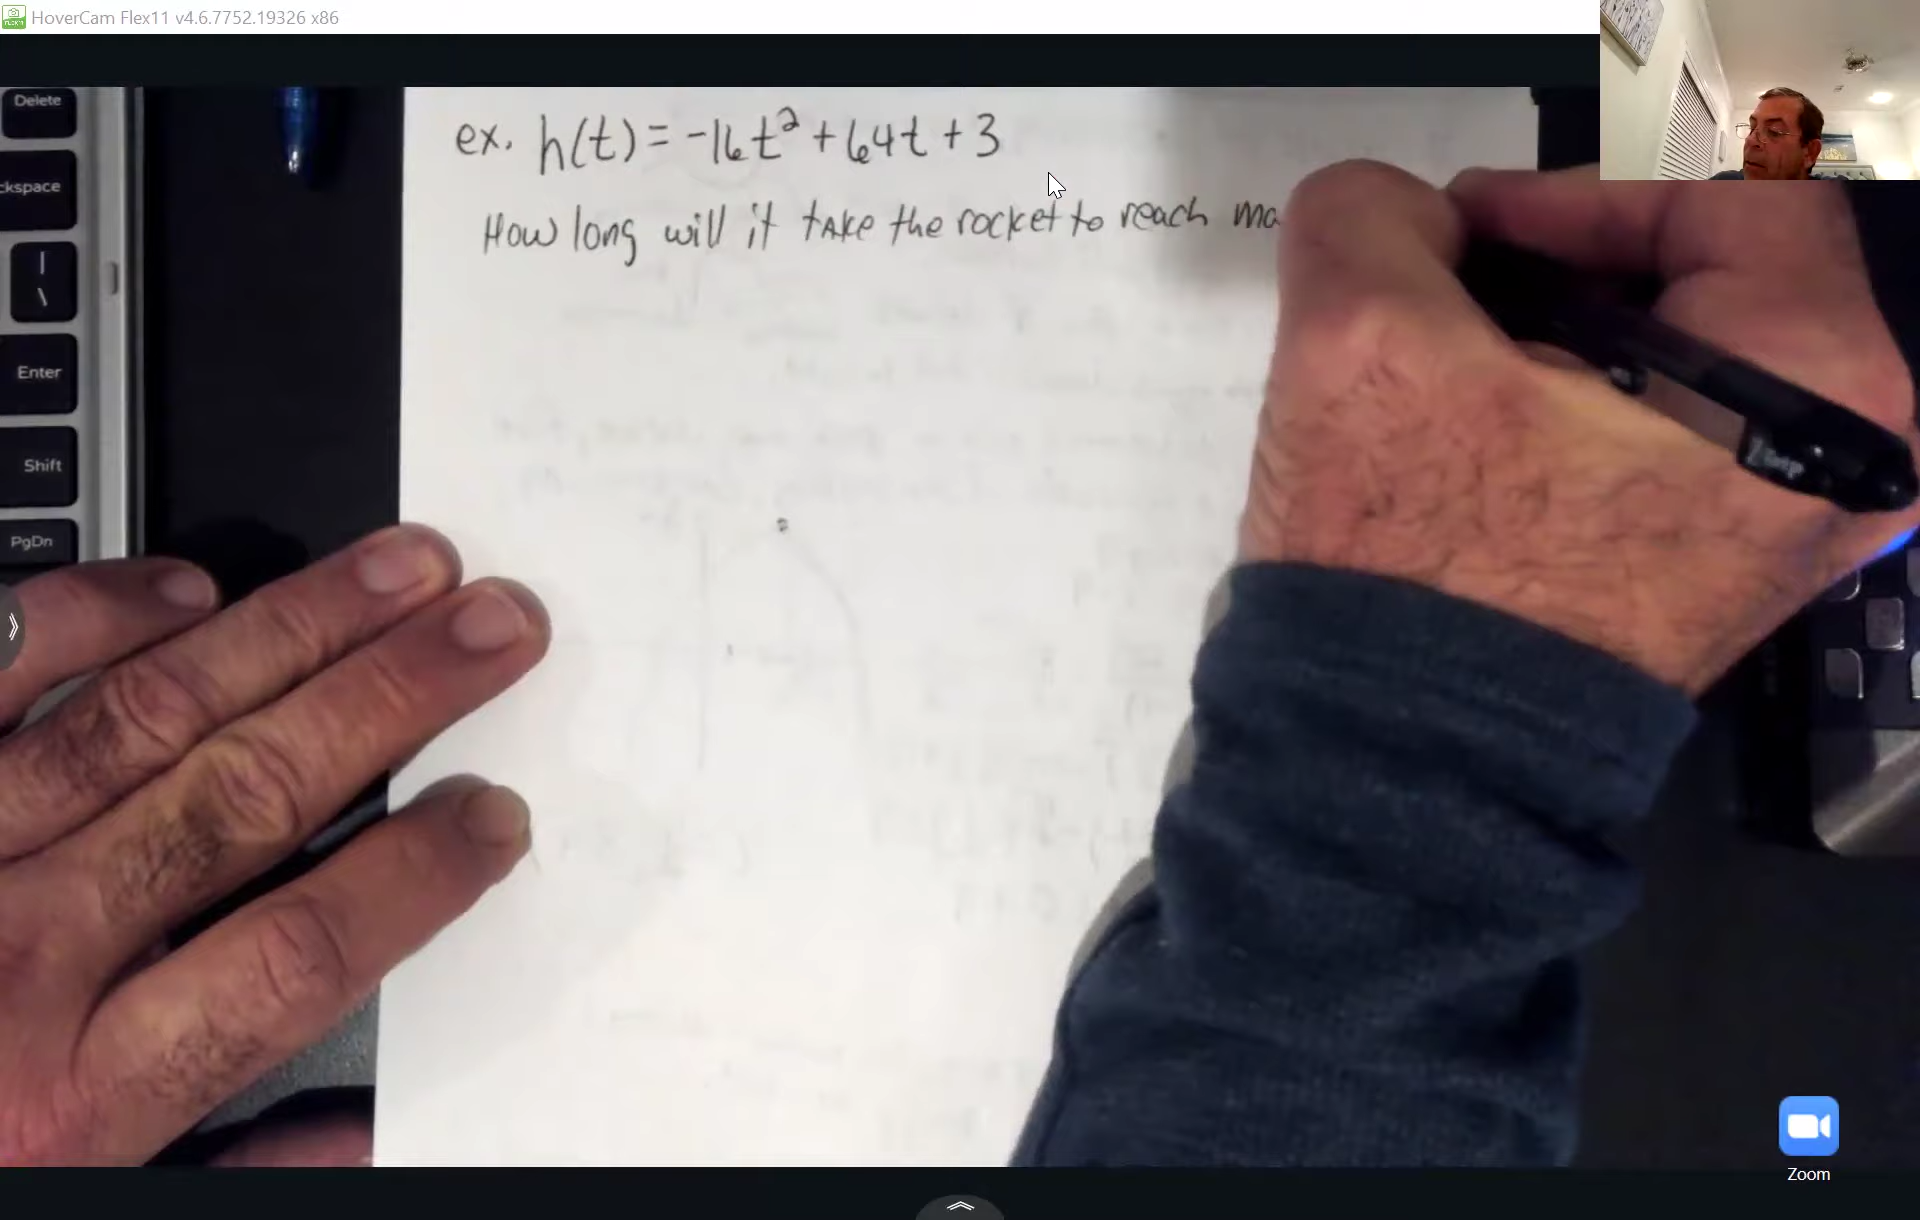 HoverCam Flex11 v4.6.7752.19326 x86
Delete
ckspace
|
\
Enter
Shift
PgDn
ex. h(t) = -16t² + 64t + 3
How long will it take the rocket to reach ma
Zoom